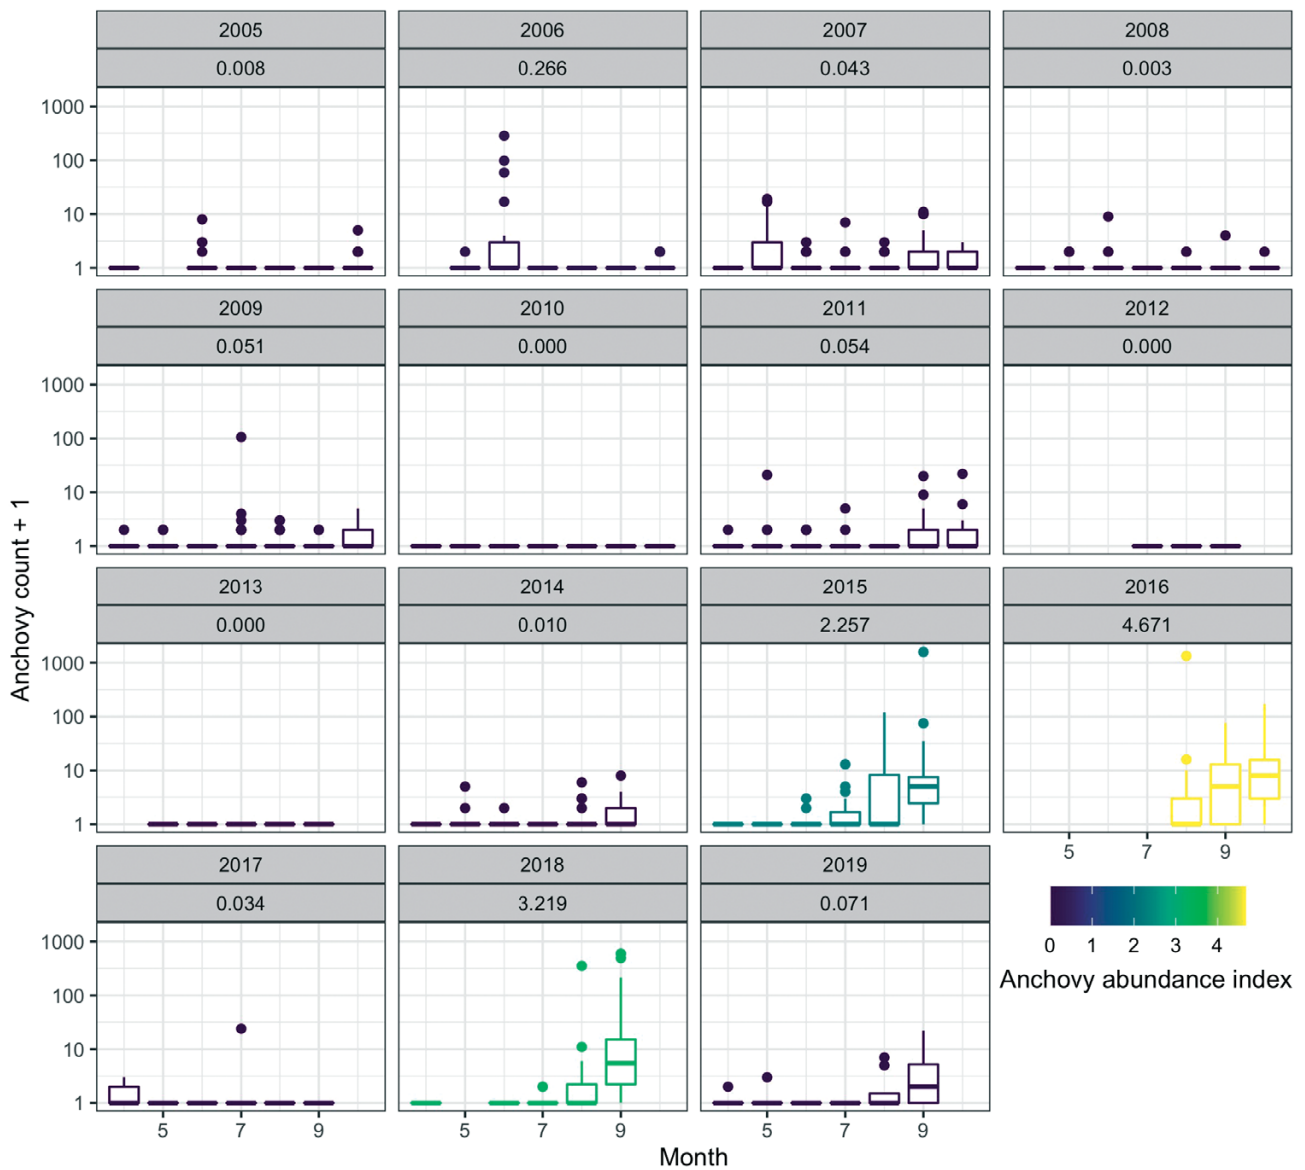 2005 2006 2007 2008
0.008 0.266 0.043 0.003
1000
100
10
1
2009 2010 2011 2012
0.051 0.000 0.054 0.000
1000
100
10
1
Anchovy count + 1
2013 2014 2015 2016
0.000 0.010 2.257 4.671
1000
100
10
1
5 7 9
2017 2018 2019
0.034 3.219 0.071
1000
100
10
1
0 1 2 3 4
Anchovy abundance index
5 7 9 5 7 9 5 7 9
Month